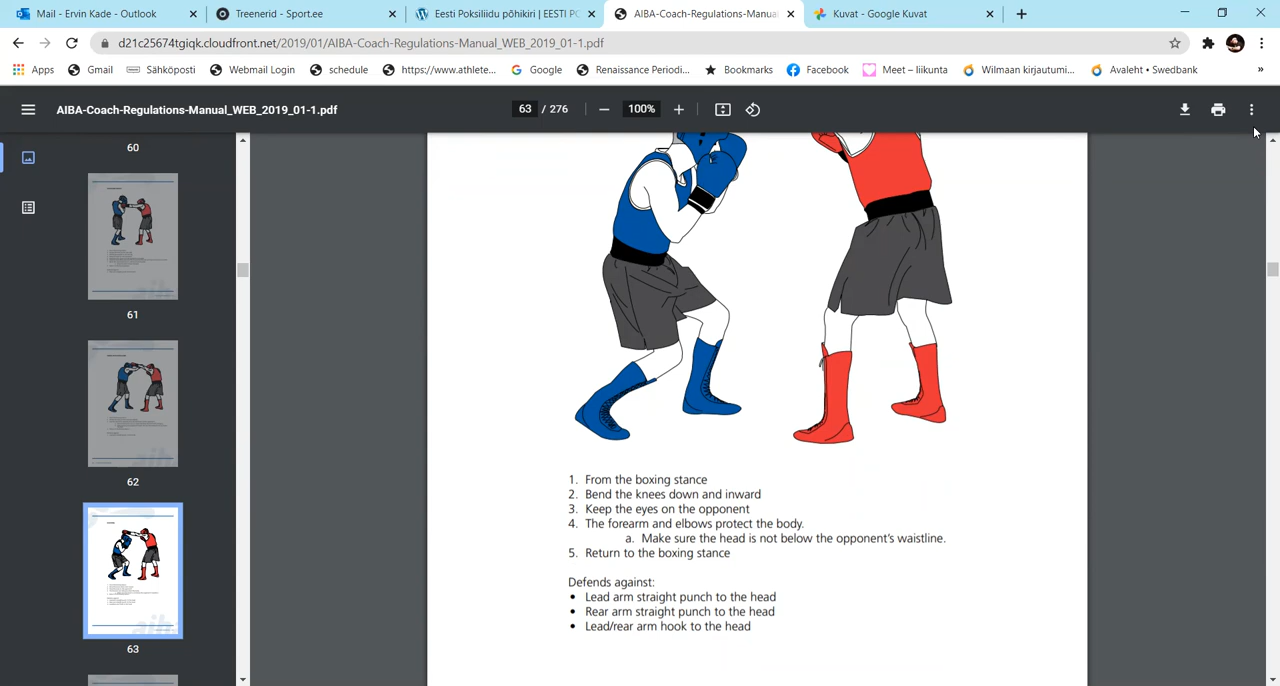 Mail - Ervin Kade - Outlook
Treenerid - Sport.ee
Eesti Poksiliidu põhikiri | EESTI PO
AIBA-Coach-Regulations-Manual
Kuvat - Google Kuvat
d21c25674tgiqk.cloudfront.net/2019/01/AIBA-Coach-Regulations-Manual_WEB_2019_01-1.pdf
Apps
Gmail
Sähköposti
Webmail Login
schedule
https://www.athlete...
Google
Renaissance Periodi...
Bookmarks
Facebook
Meet – liikunta
Wilmaan kirjautumi...
Avaleht • Swedbank
»
AIBA-Coach-Regulations-Manual_WEB_2019_01-1.pdf
63 / 276
100%
60
61
62
63
1. From the boxing stance
2. Bend the knees down and inward
3. Keep the eyes on the opponent
4. The forearm and elbows protect the body.
a. Make sure the head is not below the opponent's waistline.
5. Return to the boxing stance
Defends against:
• Lead arm straight punch to the head
• Rear arm straight punch to the head
• Lead/rear arm hook to the head